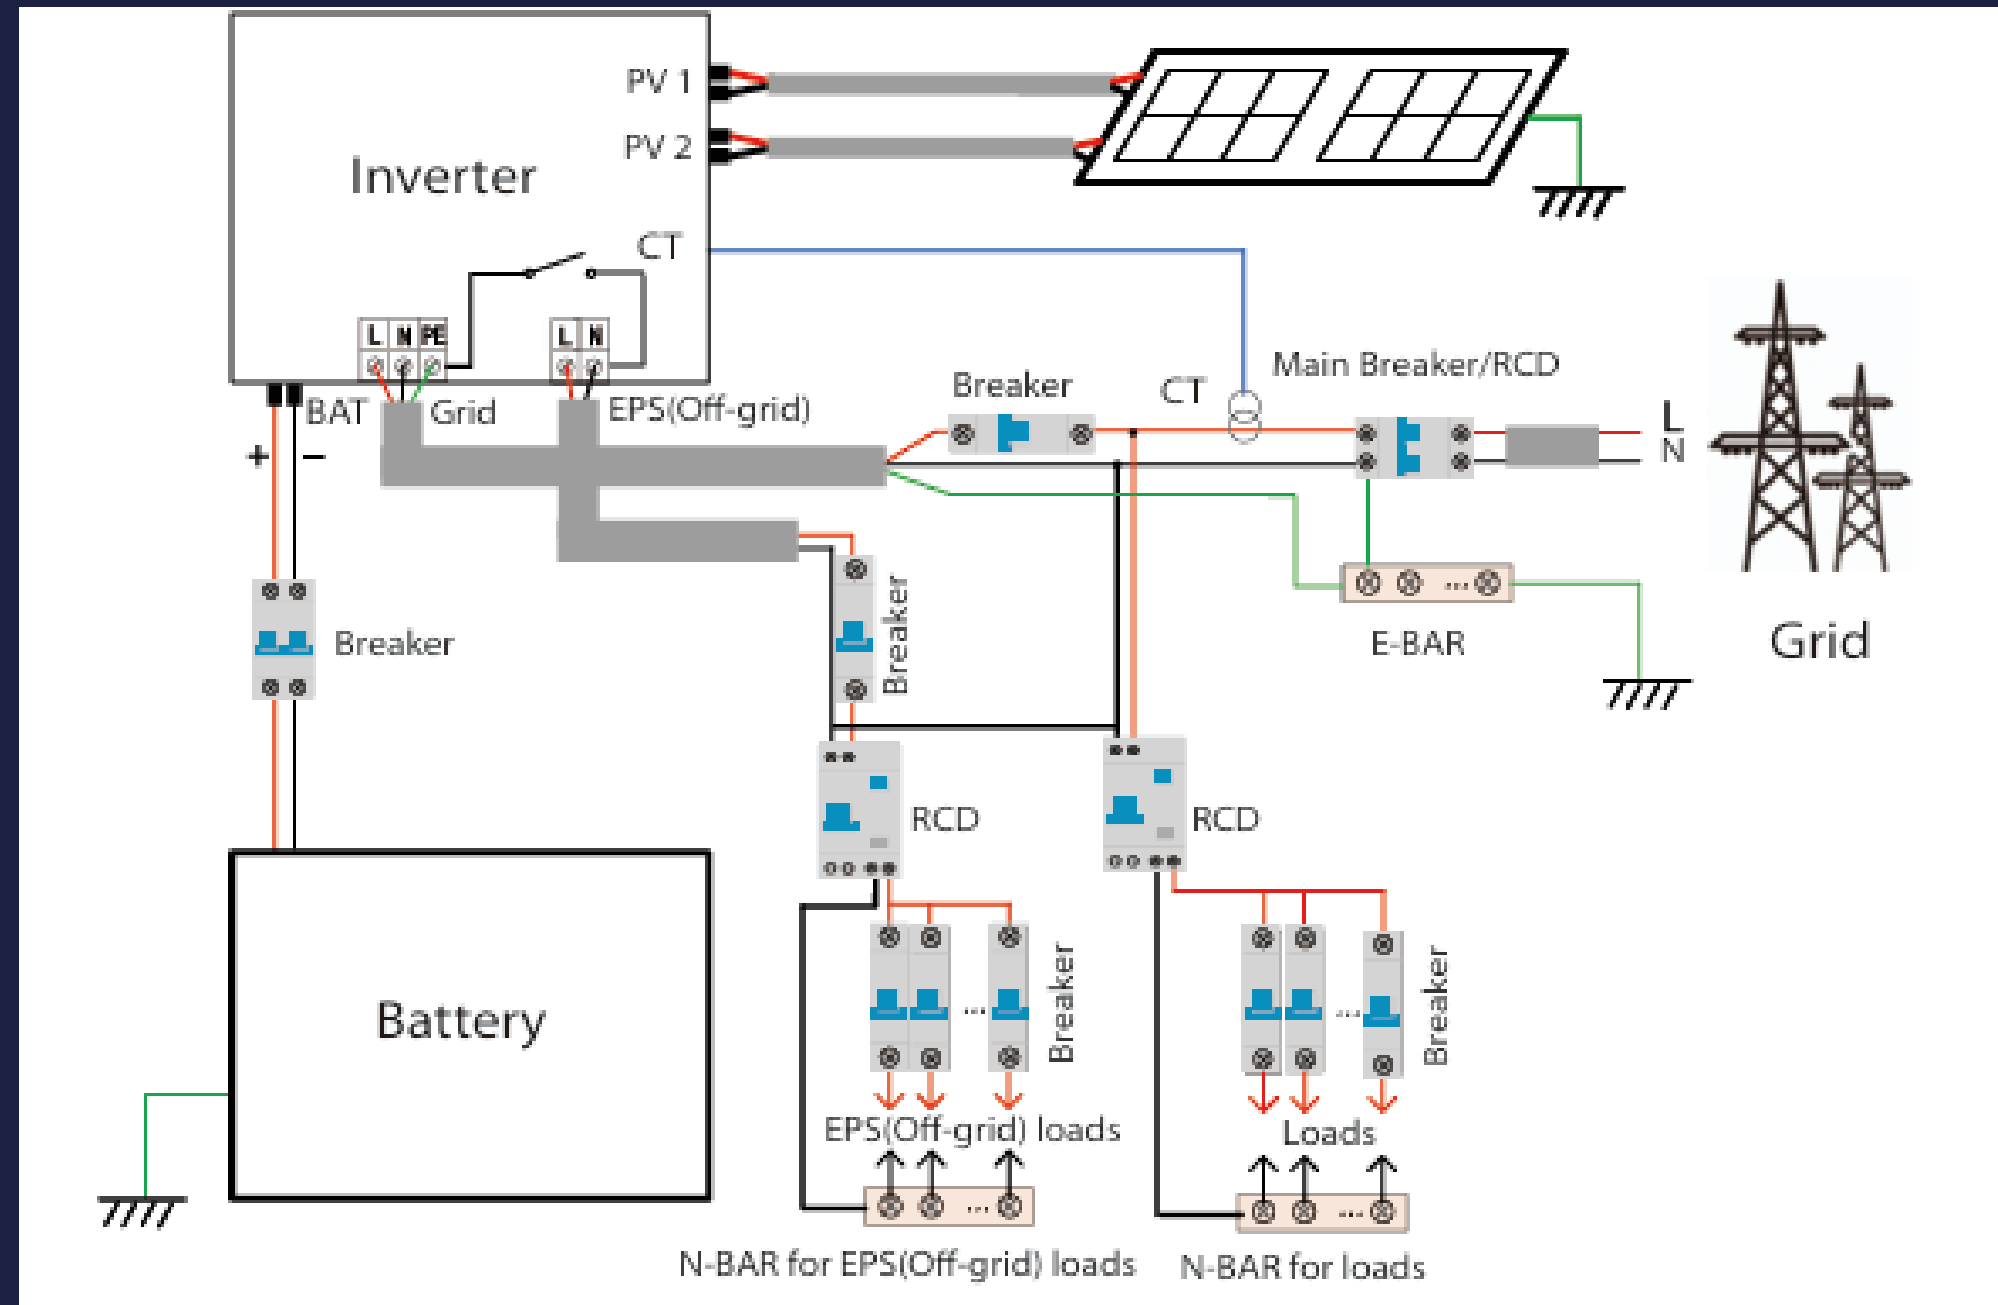 PV 1
PV 2
Inverter
CT
L N PE
L N
BAT
Grid
EPS(Off-grid)
+ −
Breaker
CT
Main Breaker/RCD
L
N
Breaker
Breaker
...
E-BAR
Grid
RCD
RCD
Battery
...
Breaker
...
Breaker
EPS(Off-grid) loads
Loads
...
...
N-BAR for EPS(Off-grid) loads
N-BAR for loads